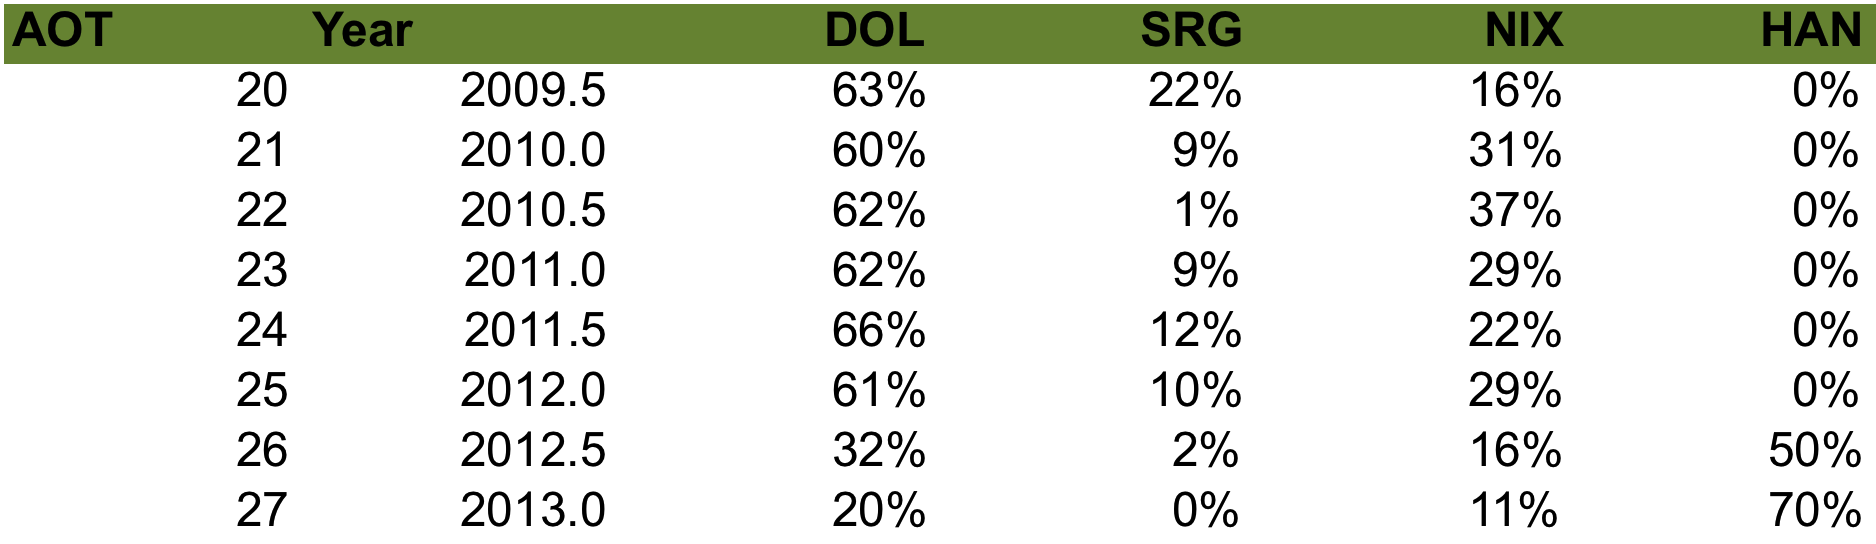 AOT Year DOL SRG NIX HAN
20 2009.5 63% 22% 16% 0%
21 2010.0 60% 9% 31% 0%
22 2010.5 62% 1% 37% 0%
23 2011.0 62% 9% 29% 0%
24 2011.5 66% 12% 22% 0%
25 2012.0 61% 10% 29% 0%
26 2012.5 32% 2% 16% 50%
27 2013.0 20% 0% 11% 70%